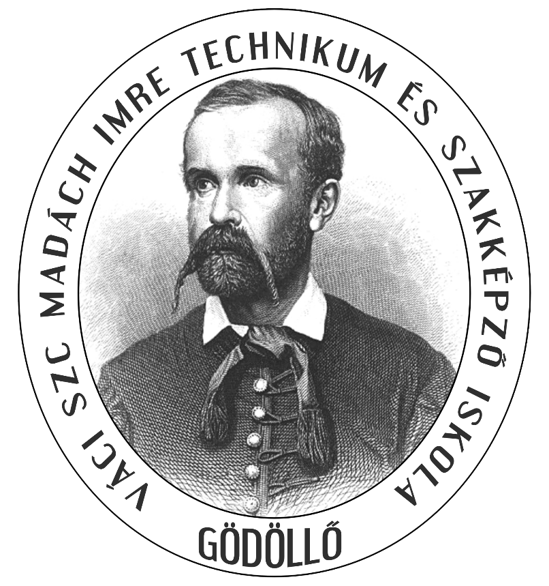 VÁCI SZC MADÁCH IMRE TECHNIKUM ÉS SZAKKÉPZŐ ISKOLA
GÖDÖLLŐ